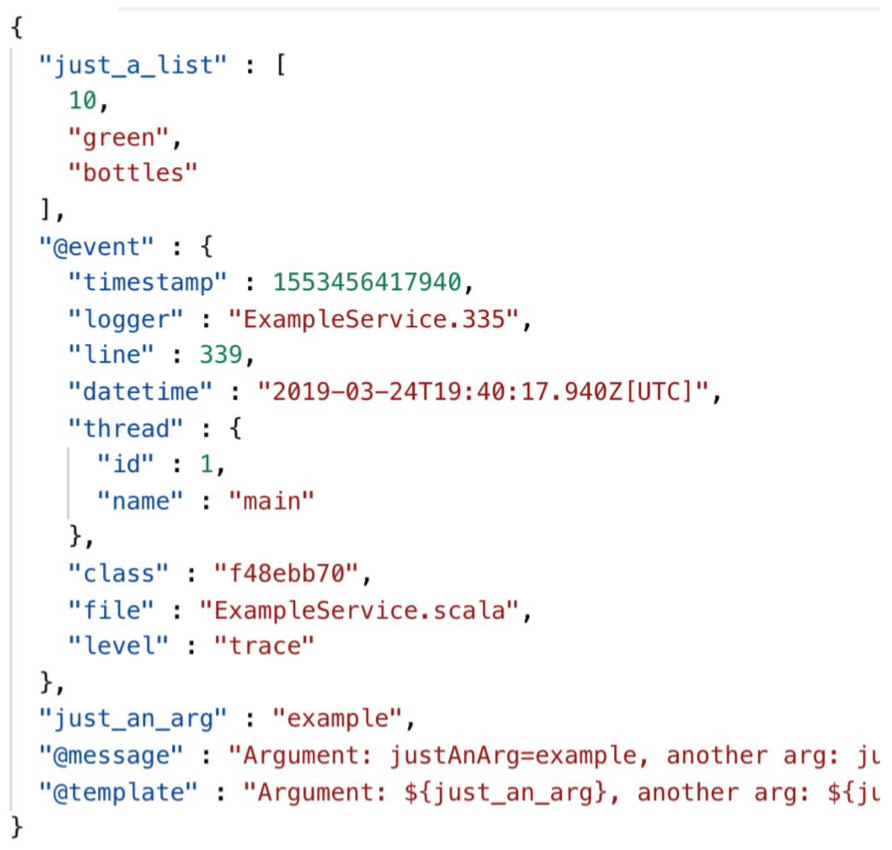 {
  "just_a_list" : [
    10,
    "green",
    "bottles"
  ],
  "@event" : {
    "timestamp" : 1553456417940,
    "logger" : "ExampleService.335",
    "line" : 339,
    "datetime" : "2019-03-24T19:40:17.940Z[UTC]",
    "thread" : {
      "id" : 1,
      "name" : "main"
    },
    "class" : "f48ebb70",
    "file" : "ExampleService.scala",
    "level" : "trace"
  },
  "just_an_arg" : "example",
  "@message" : "Argument: justAnArg=example, another arg: ju
  "@template" : "Argument: ${just_an_arg}, another arg: ${ju
}